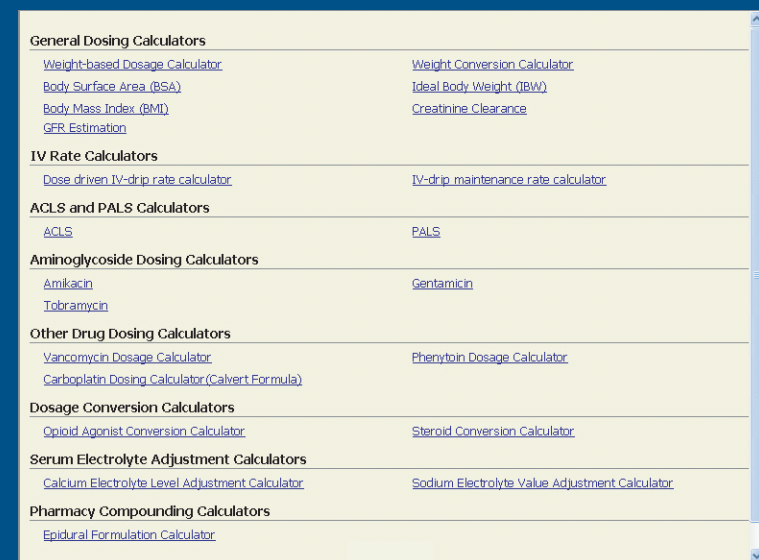 General Dosing Calculators
Weight-based Dosage Calculator Weight Conversion Calculator
Body Surface Area (BSA) Ideal Body Weight (IBW)
Body Mass Index (BMI) Creatinine Clearance
GFR Estimation
IV Rate Calculators
Dose driven IV-drip rate calculator IV-drip maintenance rate calculator
ACLS and PALS Calculators
ACLS PALS
Aminoglycoside Dosing Calculators
Amikacin Gentamicin
Tobramycin
Other Drug Dosing Calculators
Vancomycin Dosage Calculator Phenytoin Dosage Calculator
Carboplatin Dosing Calculator(Calvert Formula)
Dosage Conversion Calculators
Opioid Agonist Conversion Calculator Steroid Conversion Calculator
Serum Electrolyte Adjustment Calculators
Calcium Electrolyte Level Adjustment Calculator Sodium Electrolyte Value Adjustment Calculator
Pharmacy Compounding Calculators
Epidural Formulation Calculator